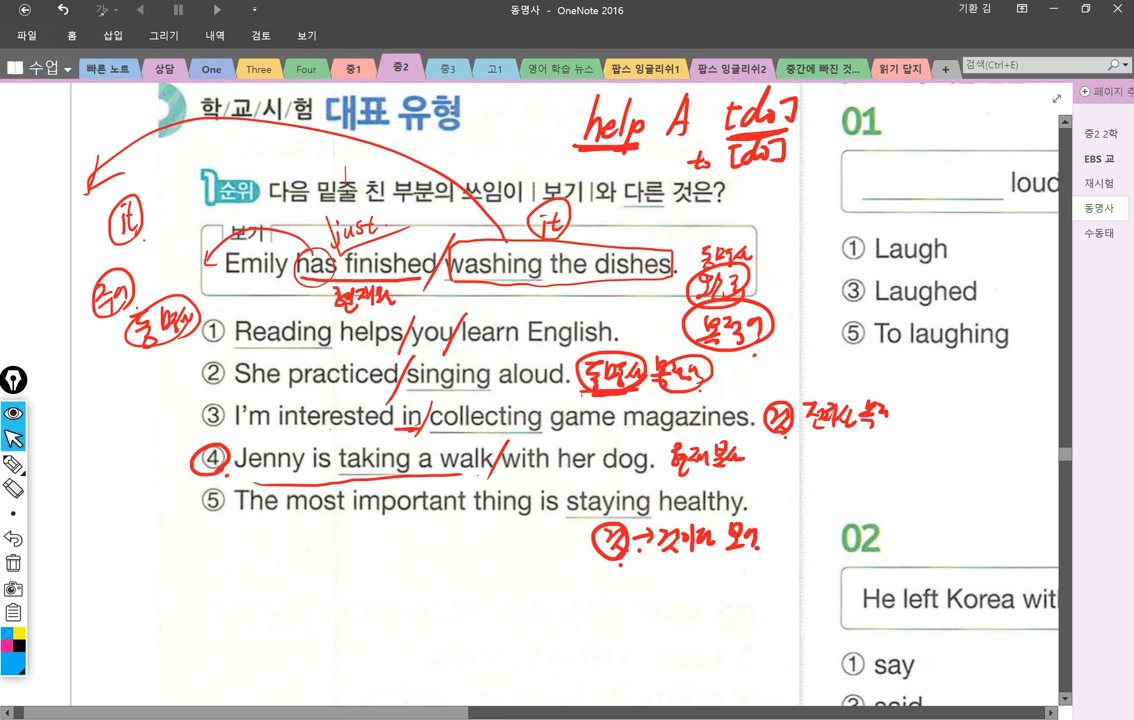 동명사 - OneNote 2016
기환 김
파일 홈 삽입 그리기 내역 검토 보기
수업 빠른 노트 상담 One Three Four 중1 중2 중3 고1 영어 학습 뉴스 팝스 잉글리쉬1 팝스 잉글리쉬2 중간에 빠진 것... 읽기 답지 +
검색(Ctrl+E)
페이지 추
중2 2학
EBS 교
재시험
동명사
수동태
학/교/시/험 대표 유형
help A [do]
to [do]
1순위 다음 밑줄 친 부분의 쓰임이 | 보기 |와 다른 것은?
it
just
it
보기 |
Emily has finished washing the dishes.
동명사
목적어
현재완
주어
동명사
① Reading helps you learn English.
② She practiced singing aloud.
동명사 목적어
③ I'm interested in collecting game magazines.
것 전치사 목적
④ Jenny is taking a walk with her dog.
현재분사
⑤ The most important thing is staying healthy.
것 → 것이다 보어
01
loud
① Laugh
③ Laughed
⑤ To laughing
02
He left Korea wit
① say